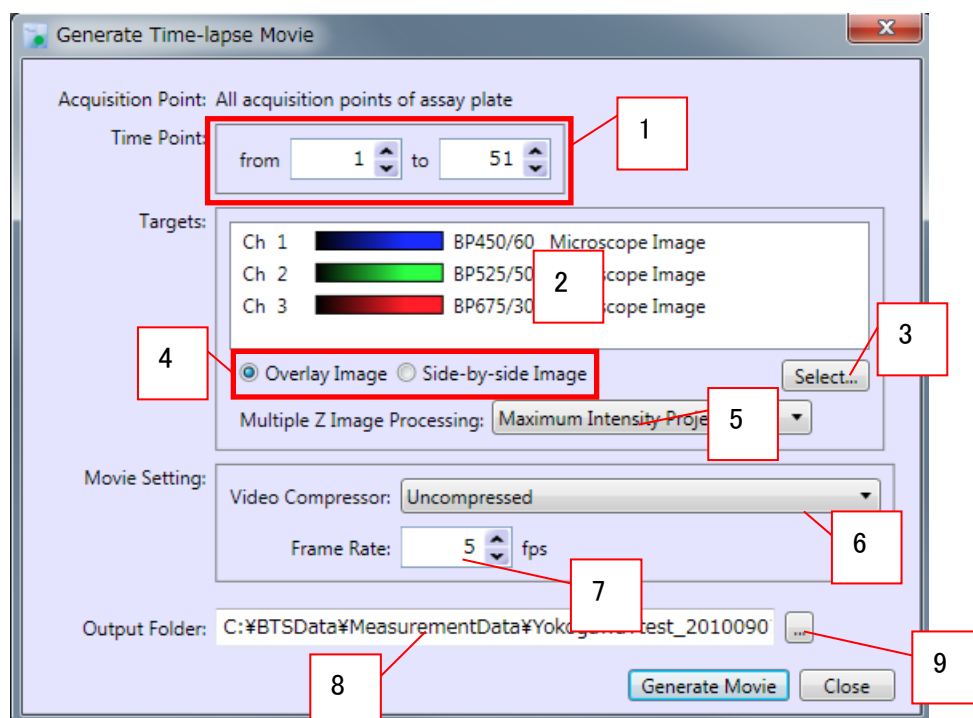 Generate Time-lapse Movie
Acquisition Point: All acquisition points of assay plate
1
Time Point:
from 1 to 51
Targets:
Ch 1 BP450/60 Microscope Image
Ch 2 BP525/50 2 scope Image
Ch 3 BP675/30 scope Image
3
4
Overlay Image Side-by-side Image
Select...
Multiple Z Image Processing: Maximum Intensity Proje 5
Movie Setting:
Video Compressor: Uncompressed
6
Frame Rate: 5 fps
7
Output Folder: C:¥BTSData¥MeasurementData¥Yokog test_2010090 ...
8
9
Generate Movie Close